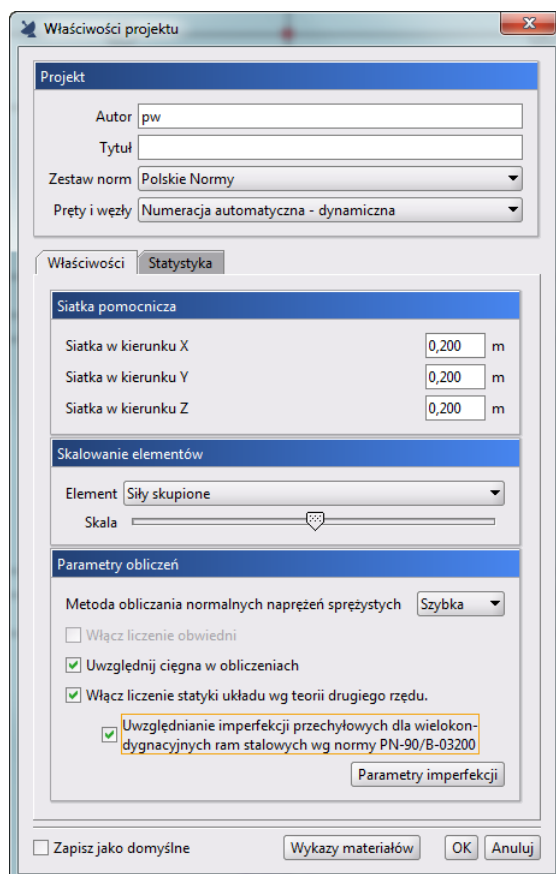 Właściwości projektu
Projekt
Autor pw
Tytuł
Zestaw norm Polskie Normy
Pręty i węzły Numeracja automatyczna - dynamiczna
Właściwości Statystyka
Siatka pomocnicza
Siatka w kierunku X 0,200 m
Siatka w kierunku Y 0,200 m
Siatka w kierunku Z 0,200 m
Skalowanie elementów
Element Siły skupione
Skala
Parametry obliczeń
Metoda obliczania normalnych naprężeń sprężystych Szybka
Włącz liczenie obwiedni
Uwzględnij cięgna w obliczeniach
Włącz liczenie statyki układu wg teorii drugiego rzędu.
Uwzględnianie imperfekcji przechyłowych dla wielokon-
dygnacyjnych ram stalowych wg normy PN-90/B-03200
Parametry imperfekcji
Zapisz jako domyślne Wykazy materiałów OK Anuluj